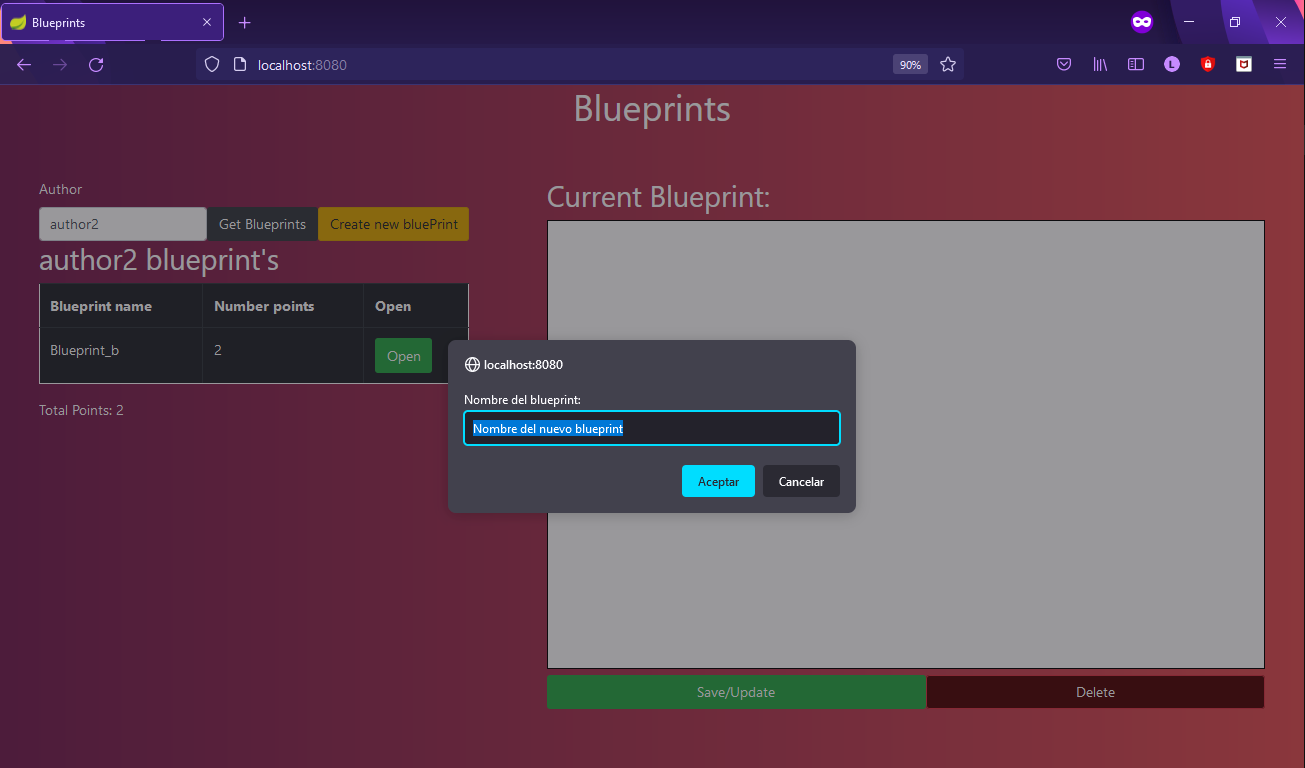 Blueprints
localhost:8080
90%
L
Blueprints
Author
author2
Get Blueprints
Create new bluePrint
author2 blueprint's
Blueprint name Number points Open
Blueprint_b 2 Open
Total Points: 2
Current Blueprint:
localhost:8080
Nombre del blueprint:
Nombre del nuevo blueprint
Aceptar Cancelar
Save/Update Delete